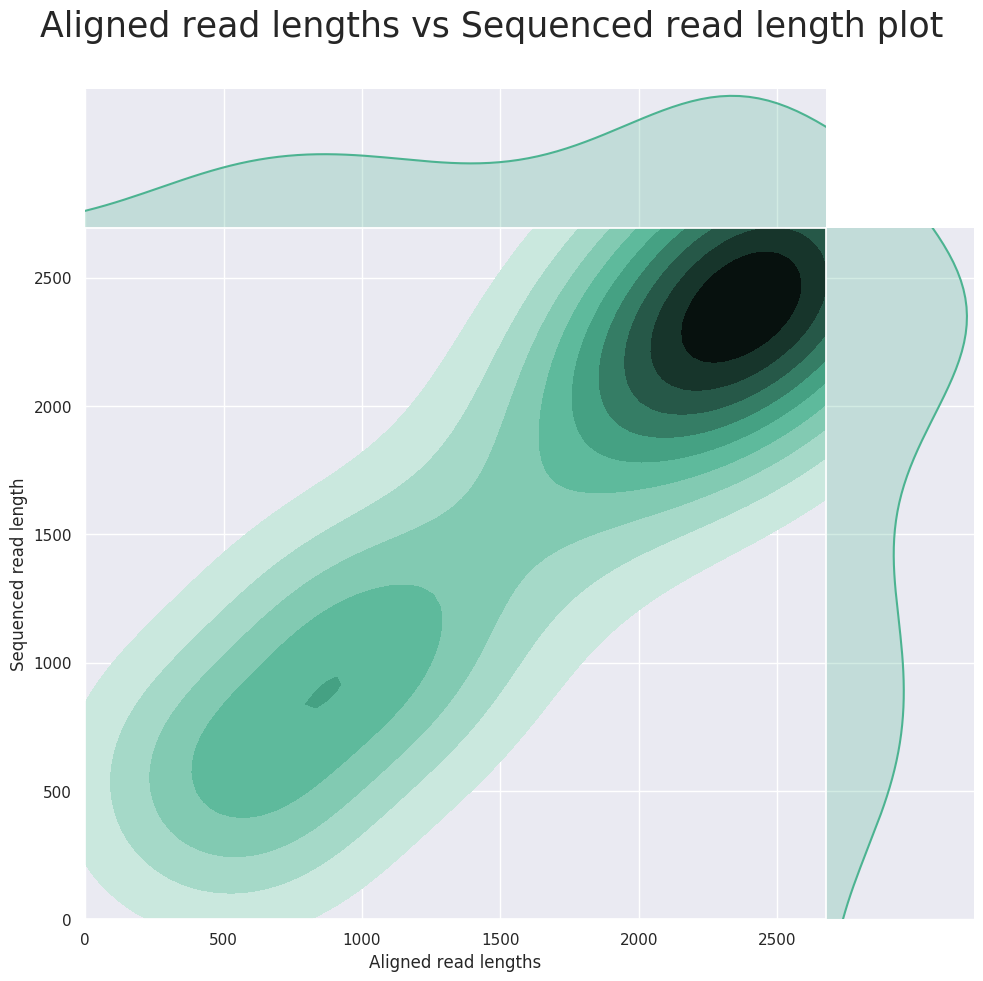 Aligned read lengths vs Sequenced read length plot
2500
2000
1500
1000
500
0
Sequenced read length
0 500 1000 1500 2000 2500
Aligned read lengths